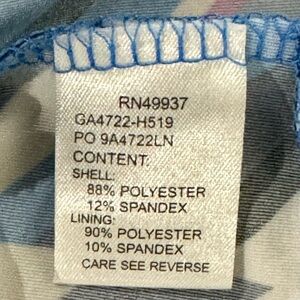 RN49937
GA4722-H519
PO 9A4722LN
CONTENT:
SHELL:
88% POLYESTER
12% SPANDEX
LINING:
90% POLYESTER
10% SPANDEX
CARE SEE REVERSE